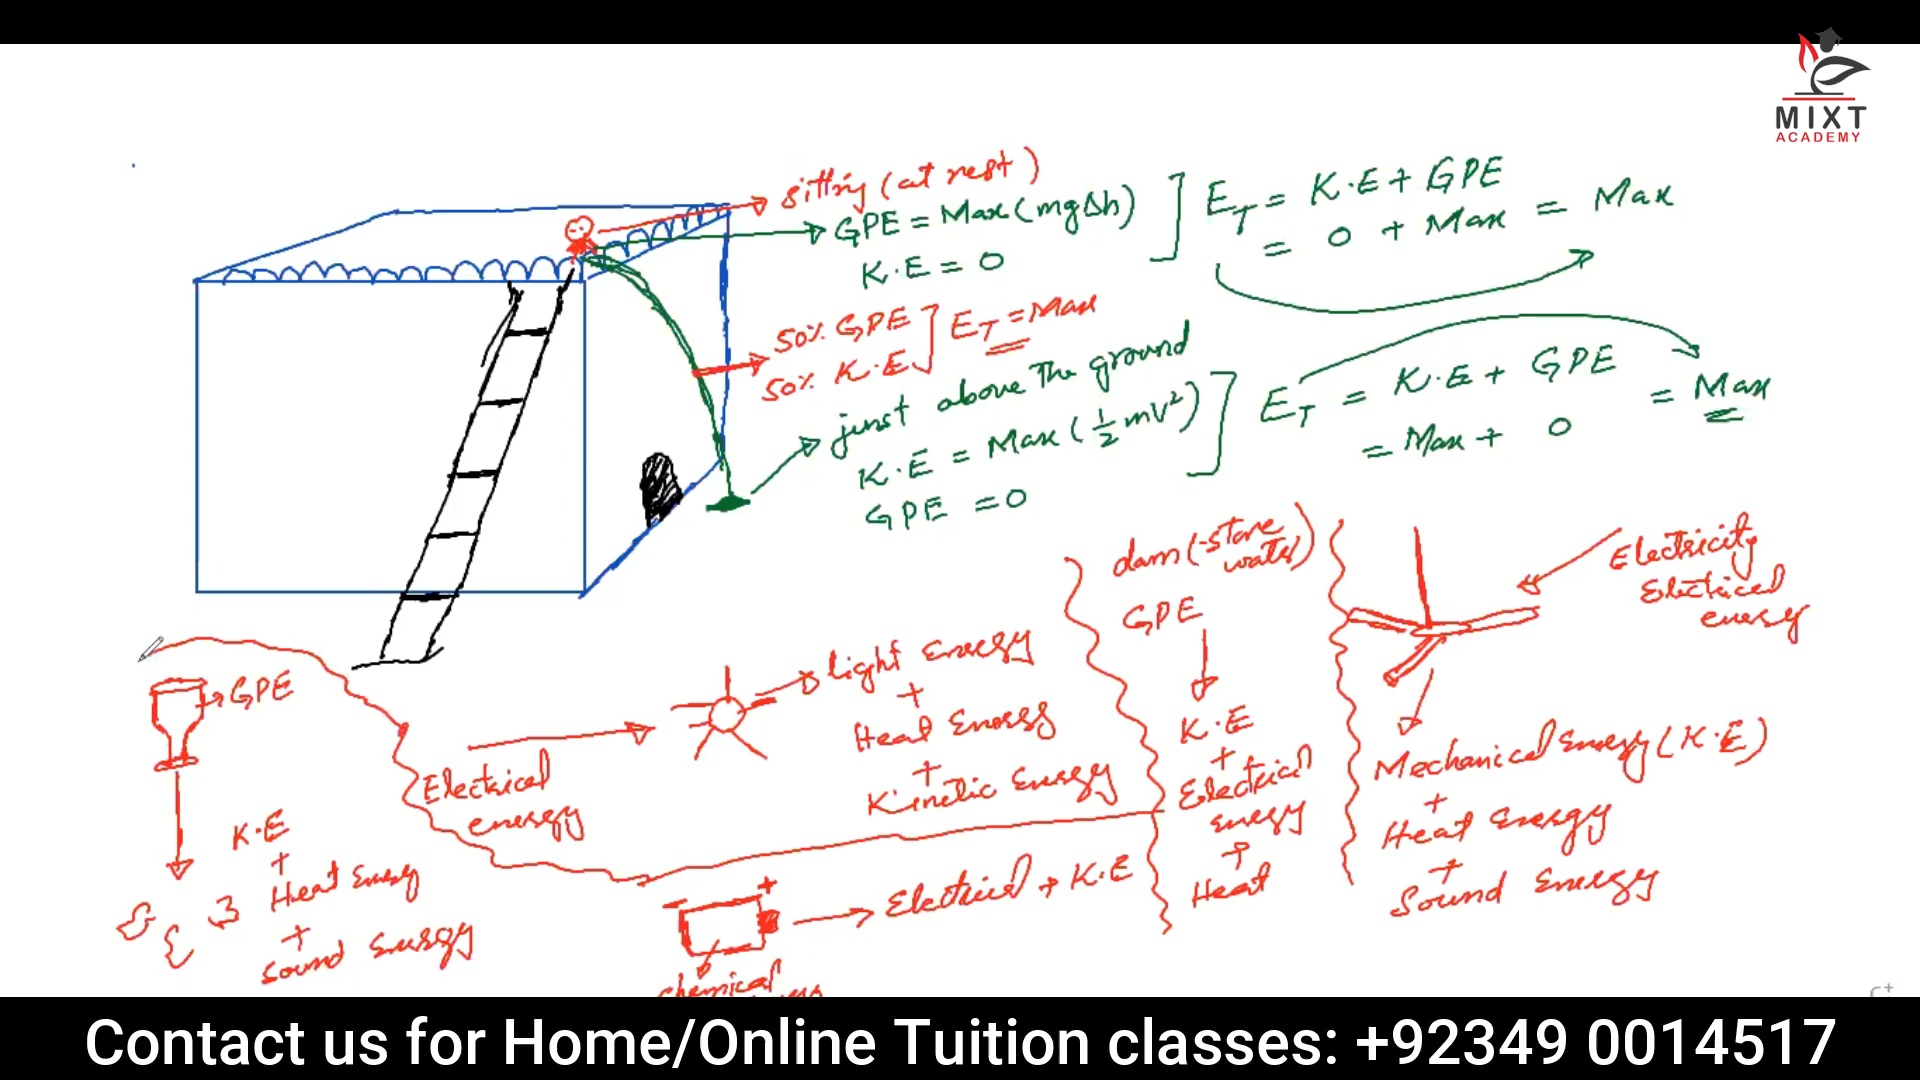 MIXT
ACADEMY
sitting (at rest)
GPE = Max (mgΔh)
K.E = 0
E_T = K.E + GPE
= 0 + Max = Max
50% GPE
50% K.E
E_T = Max
just above the ground
K.E = Max (1/2 mV²)
GPE = 0
E_T = K.E + GPE
= Max + 0 = Max
dam (-store water)
GPE
K.E
+
Electrical
energy
+
Heat
Electricity
Electrical
energy
Mechanical energy (K.E)
+
Heat Energy
+
Sound Energy
GPE
K.E
+
Heat Energy
+
Sound Energy
Electrical
energy
light energy
+
Heat Energy
+
Kinetic Energy
+
-
Electrical + K.E
chemical
Contact us for Home/Online Tuition classes: +92349 0014517